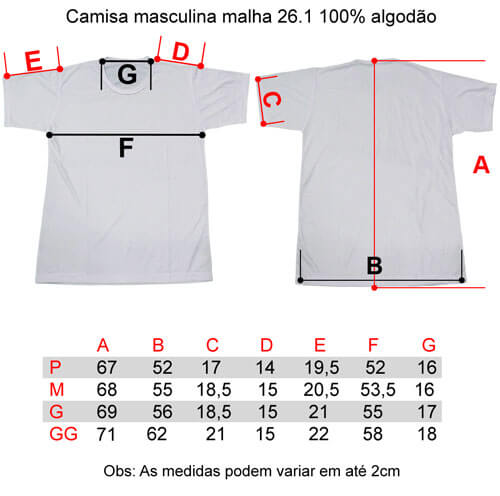 Camisa masculina malha 26.1 100% algodão
E
G
D
C
F
A
B
A B C D E F G
P 67 52 17 14 19,5 52 16
M 68 55 18,5 15 20,5 53,5 16
G 69 56 18,5 15 21 55 17
GG 71 62 21 15 22 58 18
Obs: As medidas podem variar em até 2cm